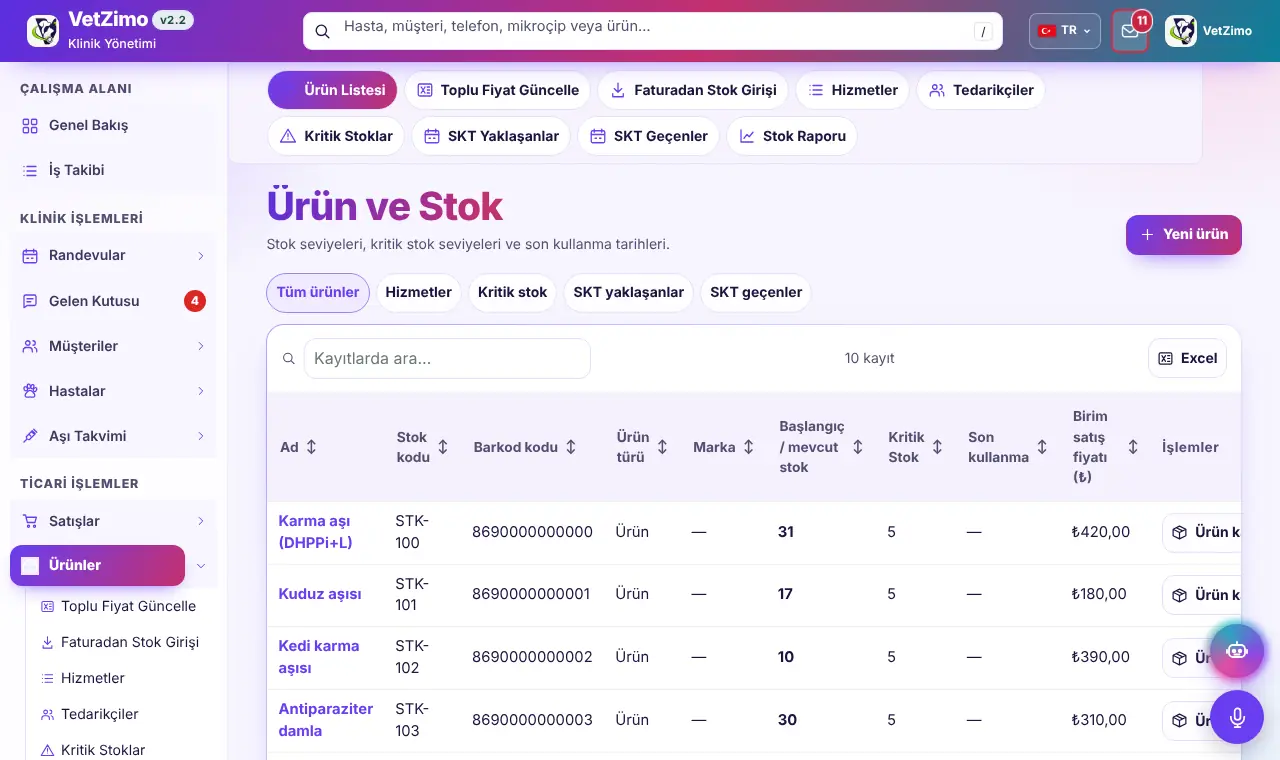 VetZimo v2.2
Klinik Yönetimi
Hasta, müşteri, telefon, mikroçip veya ürün...
/
TR
11
VetZimo
ÇALIŞMA ALANI
Genel Bakış
İş Takibi
KLİNİK İŞLEMLERİ
Randevular
Gelen Kutusu 4
Müşteriler
Hastalar
Aşı Takvimi
TİCARİ İŞLEMLER
Satışlar
Ürünler
Toplu Fiyat Güncelle
Faturadan Stok Girişi
Hizmetler
Tedarikçiler
Kritik Stoklar
Ürün Listesi Toplu Fiyat Güncelle Faturadan Stok Girişi Hizmetler Tedarikçiler
Kritik Stoklar SKT Yaklaşanlar SKT Geçenler Stok Raporu
Ürün ve Stok
Stok seviyeleri, kritik stok seviyeleri ve son kullanma tarihleri.
Yeni ürün
Tüm ürünler Hizmetler Kritik stok SKT yaklaşanlar SKT geçenler
Kayıtlarda ara...
10 kayıt
Excel
Ad
Stok
kodu
Barkod kodu
Ürün
türü
Marka
Başlangıç
/ mevcut
stok
Kritik
Stok
Son
kullanma
Birim
satış
fiyatı
(₺)
İşlemler
Karma aşı
(DHPPi+L)
STK-
100
8690000000000 Ürün — 31 5 — ₺420,00 Ürün k
Kuduz aşısı
STK-
101
8690000000001 Ürün — 17 5 — ₺180,00 Ürün k
Kedi karma
aşısı
STK-
102
8690000000002 Ürün — 10 5 — ₺390,00 Ür
Antiparaziter
damla
STK-
103
8690000000003 Ürün — 30 5 — ₺310,00 Ür